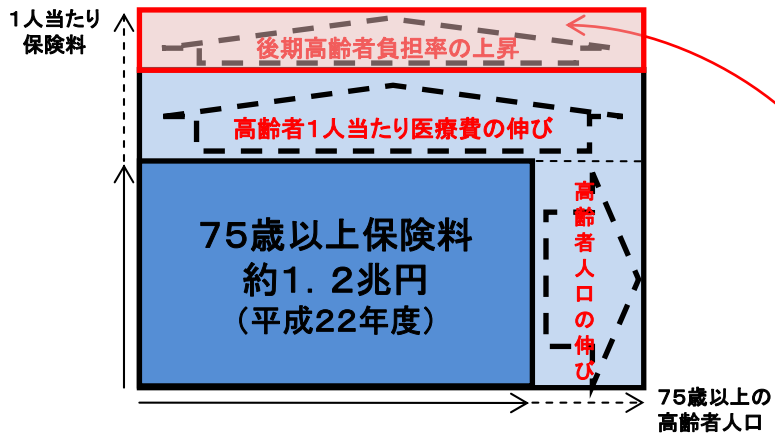 1人当たり
保険料
後期高齢者負担率の上昇
高齢者1人当たり医療費の伸び
75歳以上保険料
約1.2兆円
(平成22年度)
高齢者人口の伸び
75歳以上の
高齢者人口